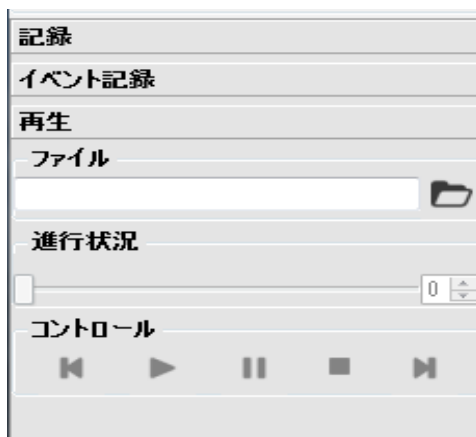 記録
イベント記録
再生
ファイル
進行状況
0
コントロール